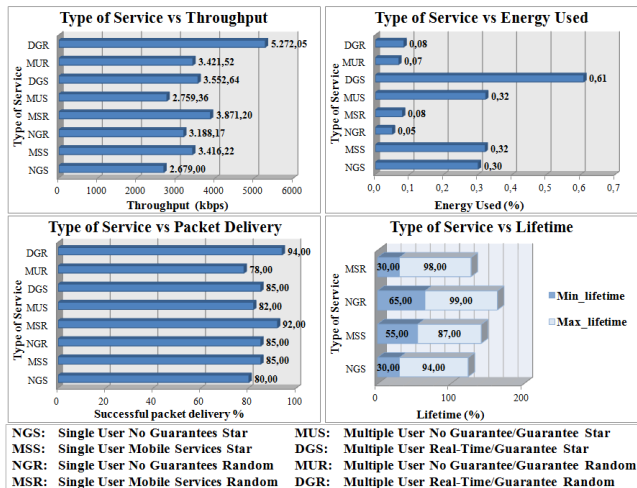 Type of Service vs Throughput
Type of Service
DGR
MUR
DGS
MUS
MSR
NGR
MSS
NGS
5.272,05
3.421,52
3.552,64
2.759,36
3.871,20
3.188,17
3.416,22
2.679,00
0 1000 2000 3000 4000 5000 6000
Throughput (kbps)
Type of Service vs Energy Used
Type of Service
DGR
MUR
DGS
MUS
MSR
NGR
MSS
NGS
0,08
0,07
0,61
0,32
0,08
0,05
0,32
0,30
0,0 0,1 0,2 0,3 0,4 0,5 0,6 0,7
Energy Used (%)
Type of Service vs Packet Delivery
Type of Service
DGR
MUR
DGS
MUS
MSR
NGR
MSS
NGS
94,00
78,00
85,00
82,00
92,00
85,00
85,00
80,00
0 20 40 60 80 100
Successful packet delivery %
Type of Service vs Lifetime
Type of Service
MSR
NGR
MSS
NGS
30,00 98,00
65,00 99,00
55,00 87,00
30,00 94,00
0 100 200
Lifetime (%)
Min_lifetime
Max_lifetime
NGS: Single User No Guarantees Star
MSS: Single User Mobile Services Star
NGR: Single User No Guarantees Random
MSR: Single User Mobile Services Random
MUS: Multiple User No Guarantee/Guarantee Star
DGS: Multiple User Real-Time/Guarantee Star
MUR: Multiple User No Guarantee/Guarantee Random
DGR: Multiple User Real-Time/Guarantee Random